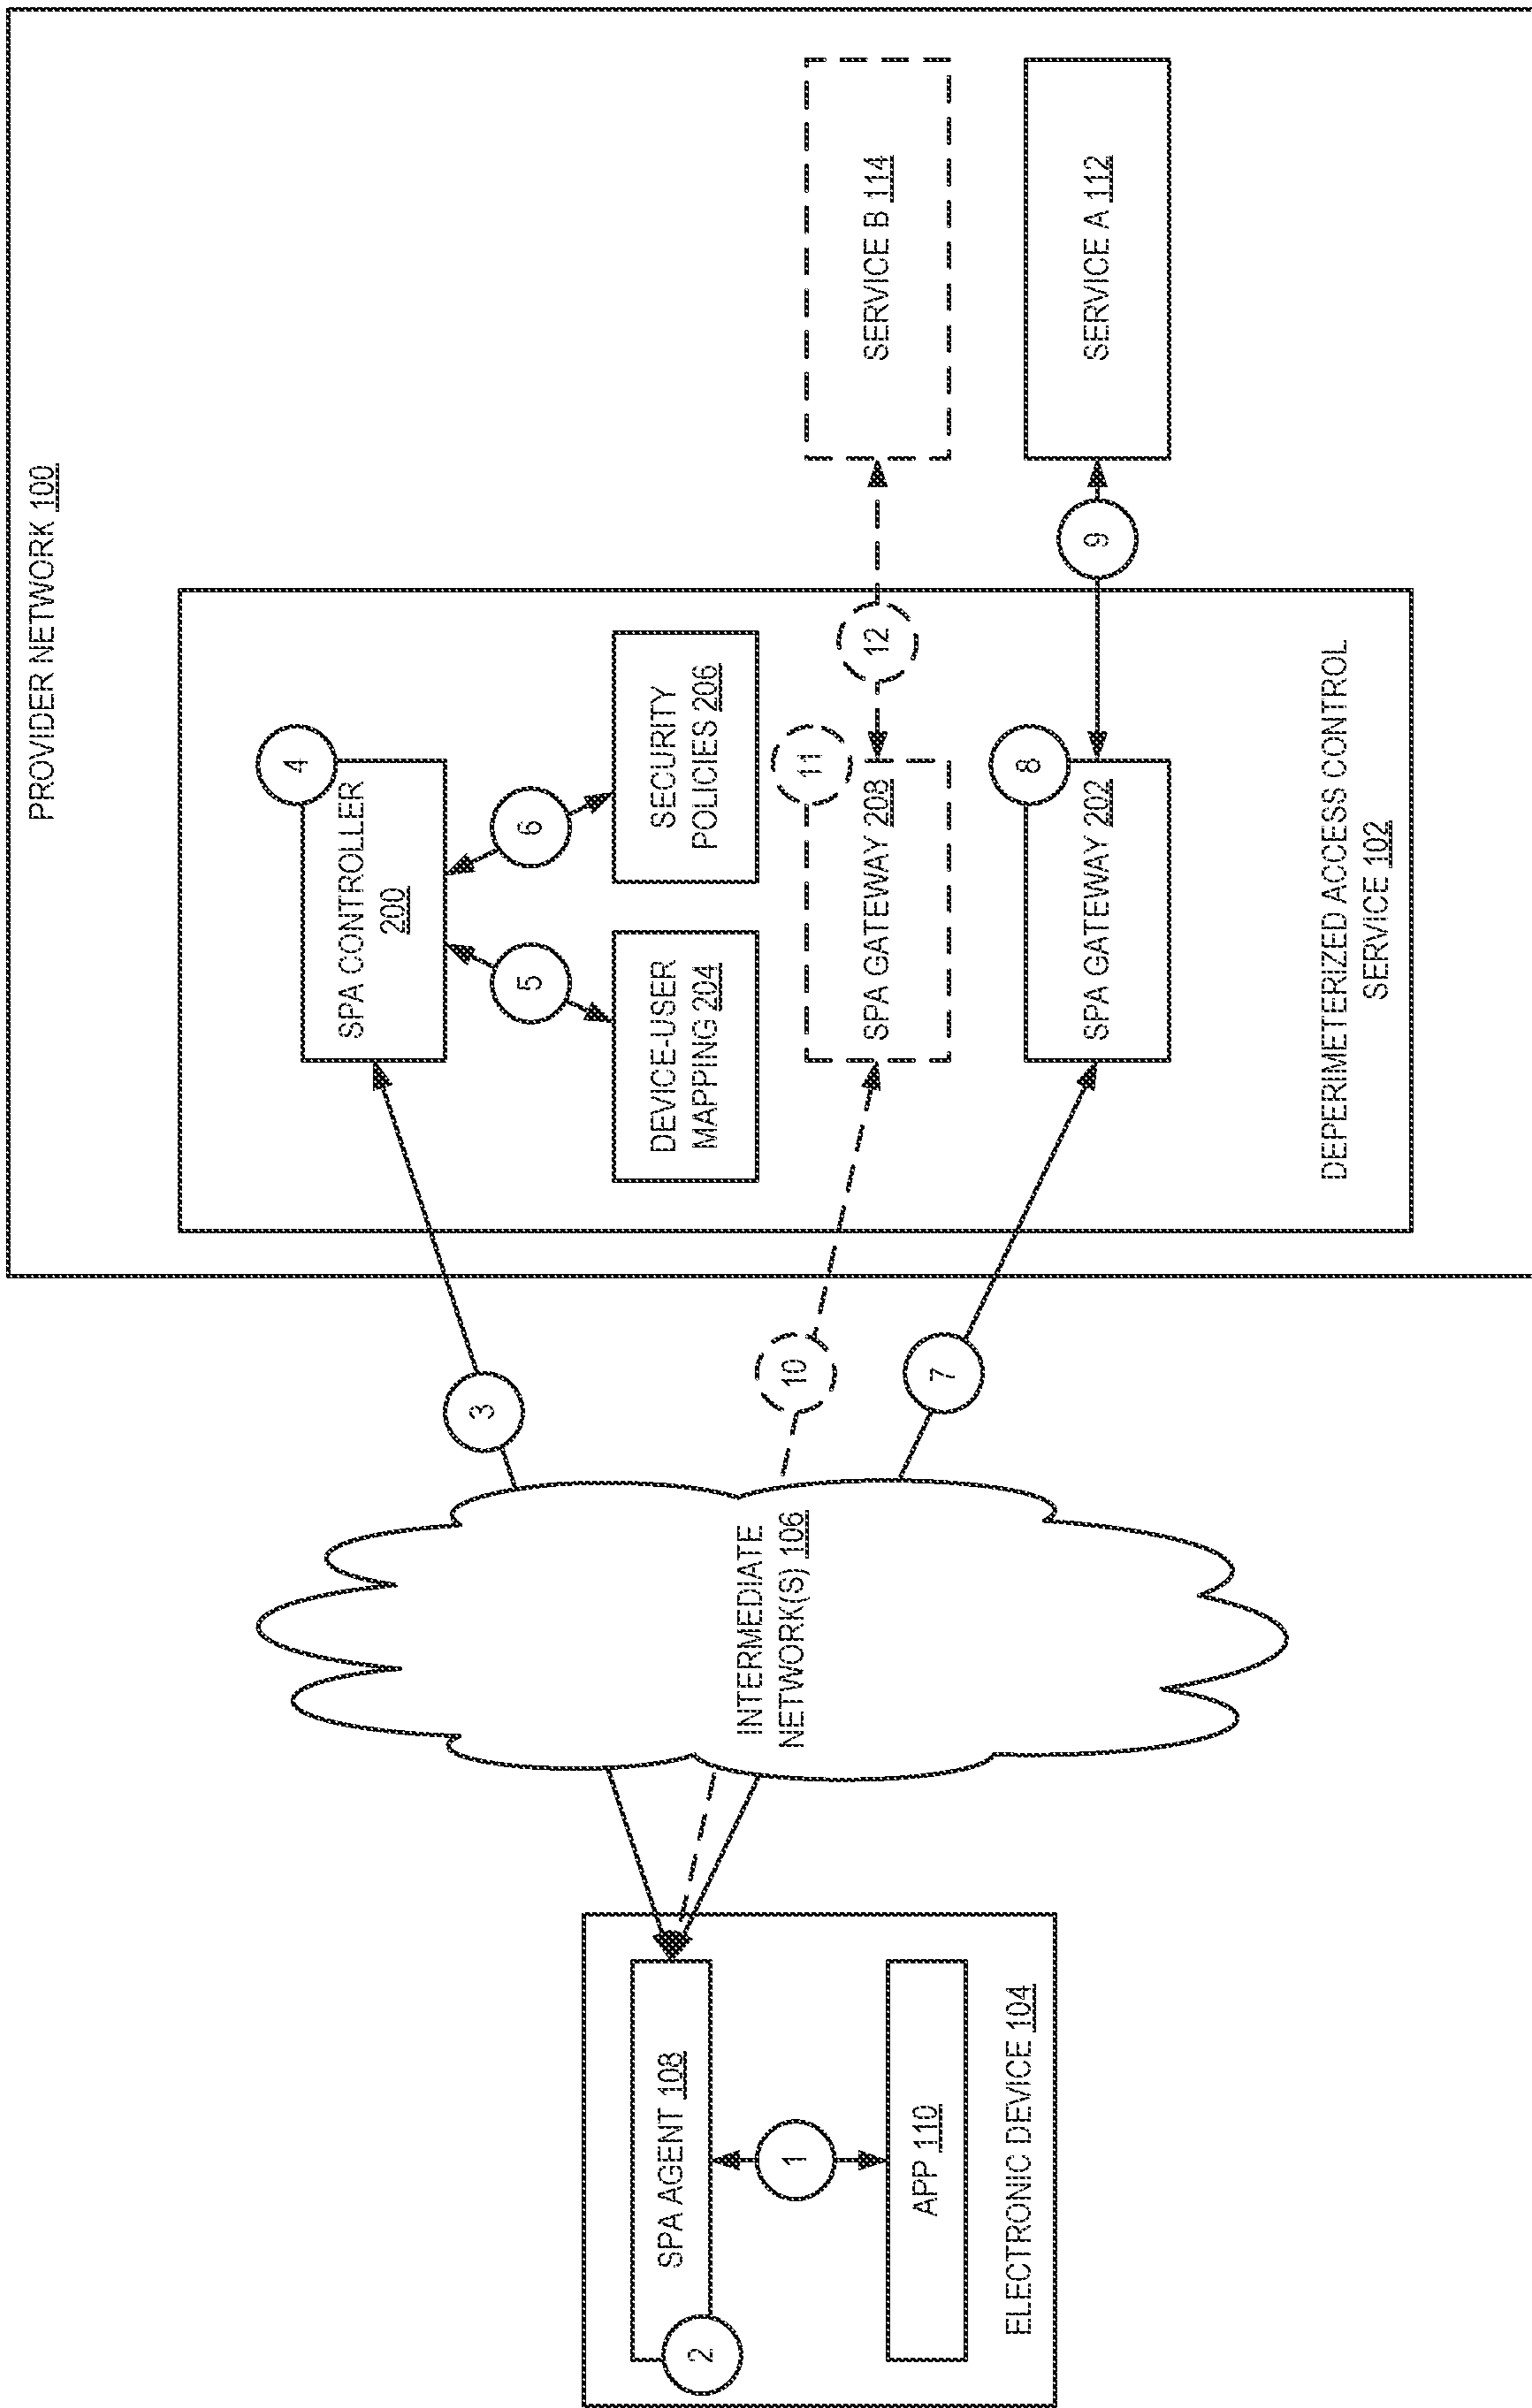 PROVIDER NETWORK 100
4
SPA CONTROLLER
200
3
5
6
DEVICE-USER
MAPPING 204
SECURITY
POLICIES 206
SPA AGENT 108
2
1
APP 110
ELECTRONIC DEVICE 104
INTERMEDIATE
NETWORK(S) 106
10
11
SPA GATEWAY 208
12
SERVICE B 114
7
8
SPA GATEWAY 202
9
SERVICE A 112
DEPERIMETERIZED ACCESS CONTROL
SERVICE 102